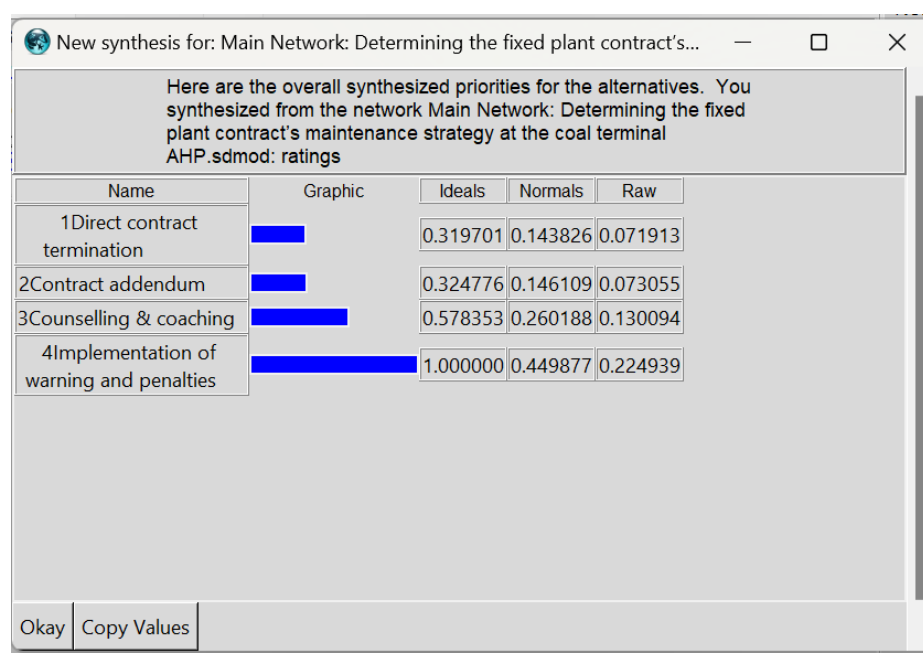 New synthesis for: Main Network: Determining the fixed plant contract's...
Here are the overall synthesized priorities for the alternatives. You
synthesized from the network Main Network: Determining the fixed
plant contract's maintenance strategy at the coal terminal
AHP.sdmod: ratings
Name Graphic Ideals Normals Raw
1Direct contract
termination 0.319701 0.143826 0.071913
2Contract addendum 0.324776 0.146109 0.073055
3Counselling & coaching 0.578353 0.260188 0.130094
4Implementation of
warning and penalties 1.000000 0.449877 0.224939
Okay Copy Values